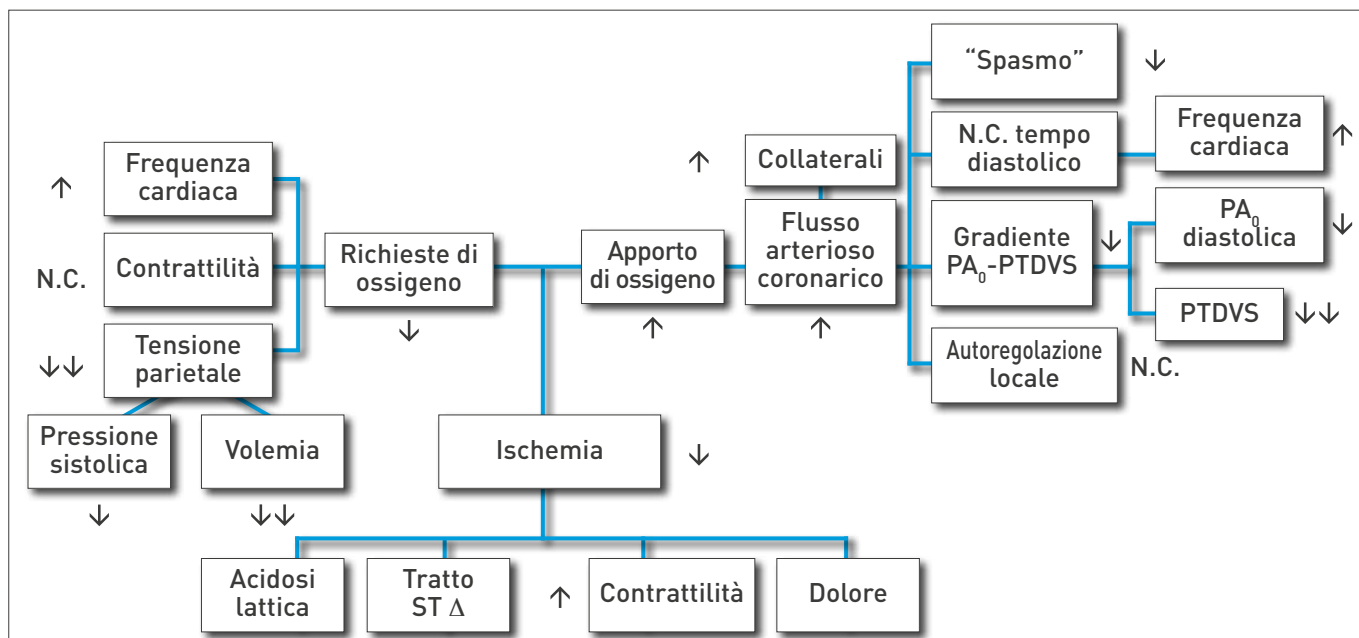 “Spasmo”
↓
Frequenza
cardiaca
↑
Contrattilità
N.C.
Tensione
parietale
↓↓
Pressione
sistolica
↓
Volemia
↓↓
Richieste di
ossigeno
↓
Apporto
di ossigeno
↑
Collaterali
↑
Flusso
arterioso
coronarico
↑
N.C. tempo
diastolico
Frequenza
cardiaca
↑
Gradiente
PA₀-PTDVS
↓
PA₀
diastolica
↓
PTDVS
↓↓
Autoregolazione
locale
N.C.
Ischemia
↓
Acidosi
lattica
Tratto
ST Δ
↑
Contrattilità
Dolore